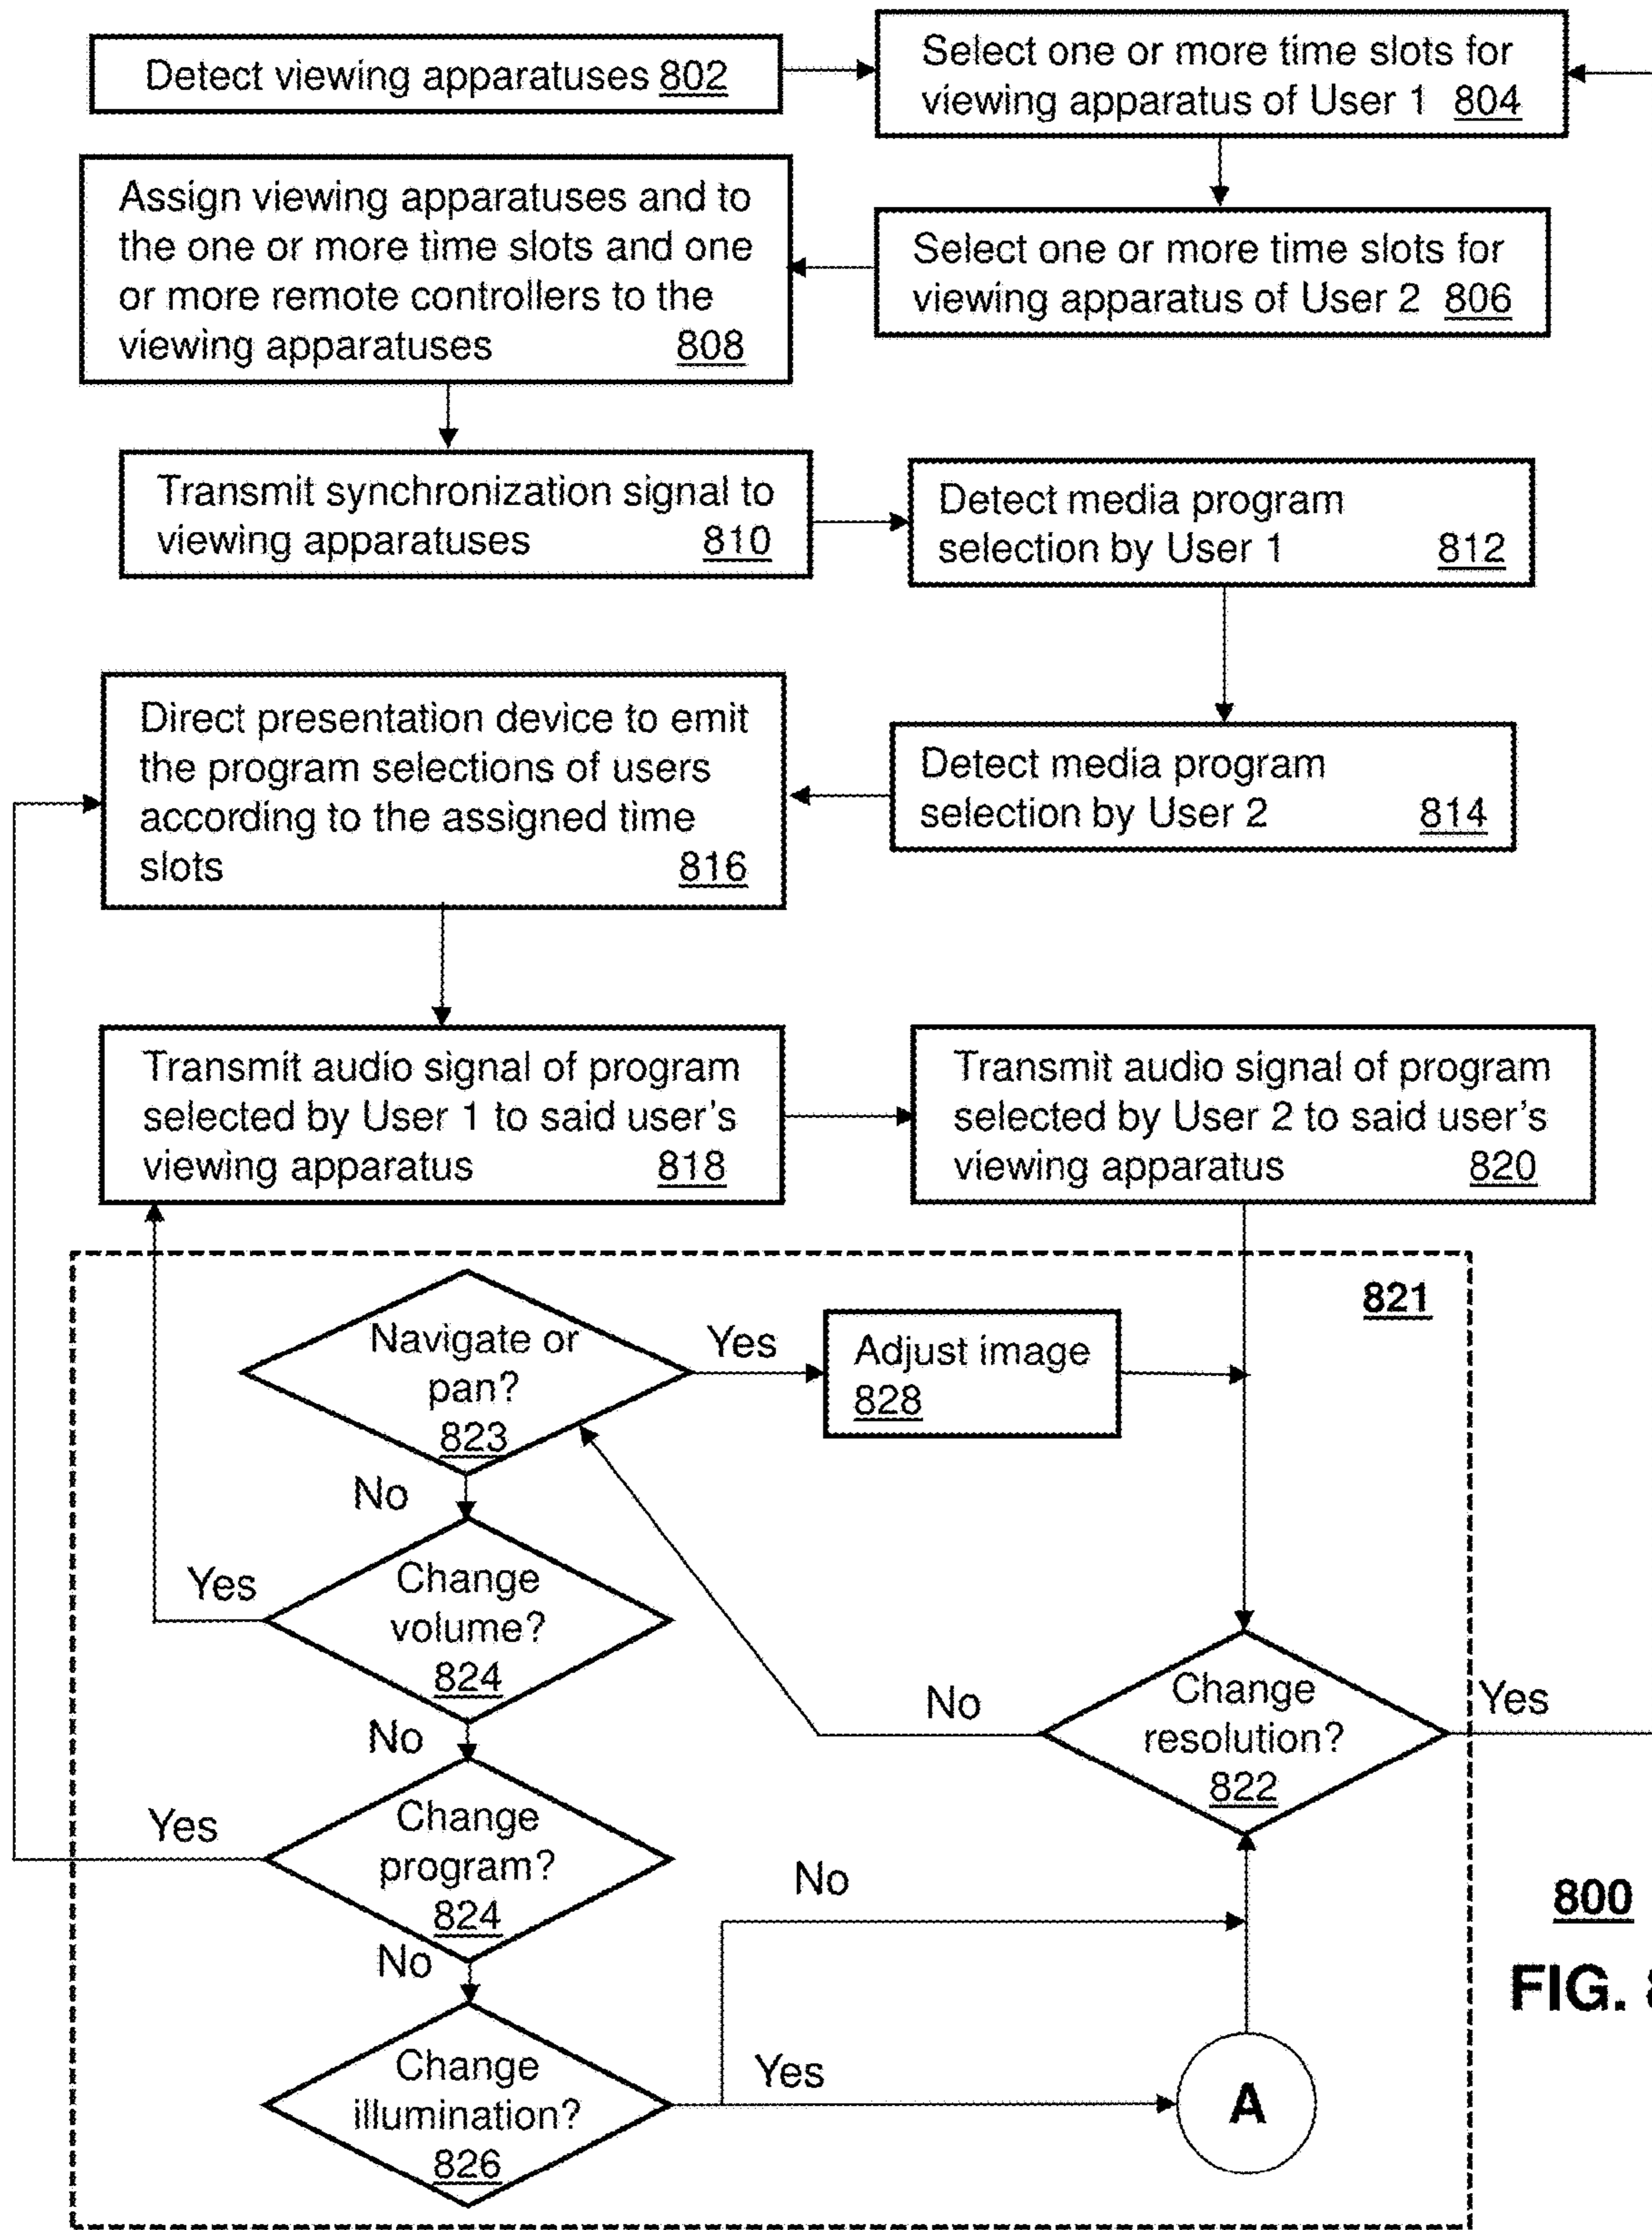 Detect viewing apparatuses 802
Select one or more time slots for
viewing apparatus of User 1 804
Assign viewing apparatuses and to
the one or more time slots and one
or more remote controllers to the
viewing apparatuses 808
Select one or more time slots for
viewing apparatus of User 2 806
Transmit synchronization signal to
viewing apparatuses 810
Detect media program
selection by User 1 812
Direct presentation device to emit
the program selections of users
according to the assigned time
slots 816
Detect media program
selection by User 2 814
Transmit audio signal of program
selected by User 1 to said user's
viewing apparatus 818
Transmit audio signal of program
selected by User 2 to said user's
viewing apparatus 820
821
Navigate or
pan?
823
Yes
Adjust image
828
No
Change
volume?
824
Yes
No
Change
resolution?
822
No
Yes
Change
program?
824
Yes
No
Change
illumination?
826
No
Yes
A
800
FIG. 8